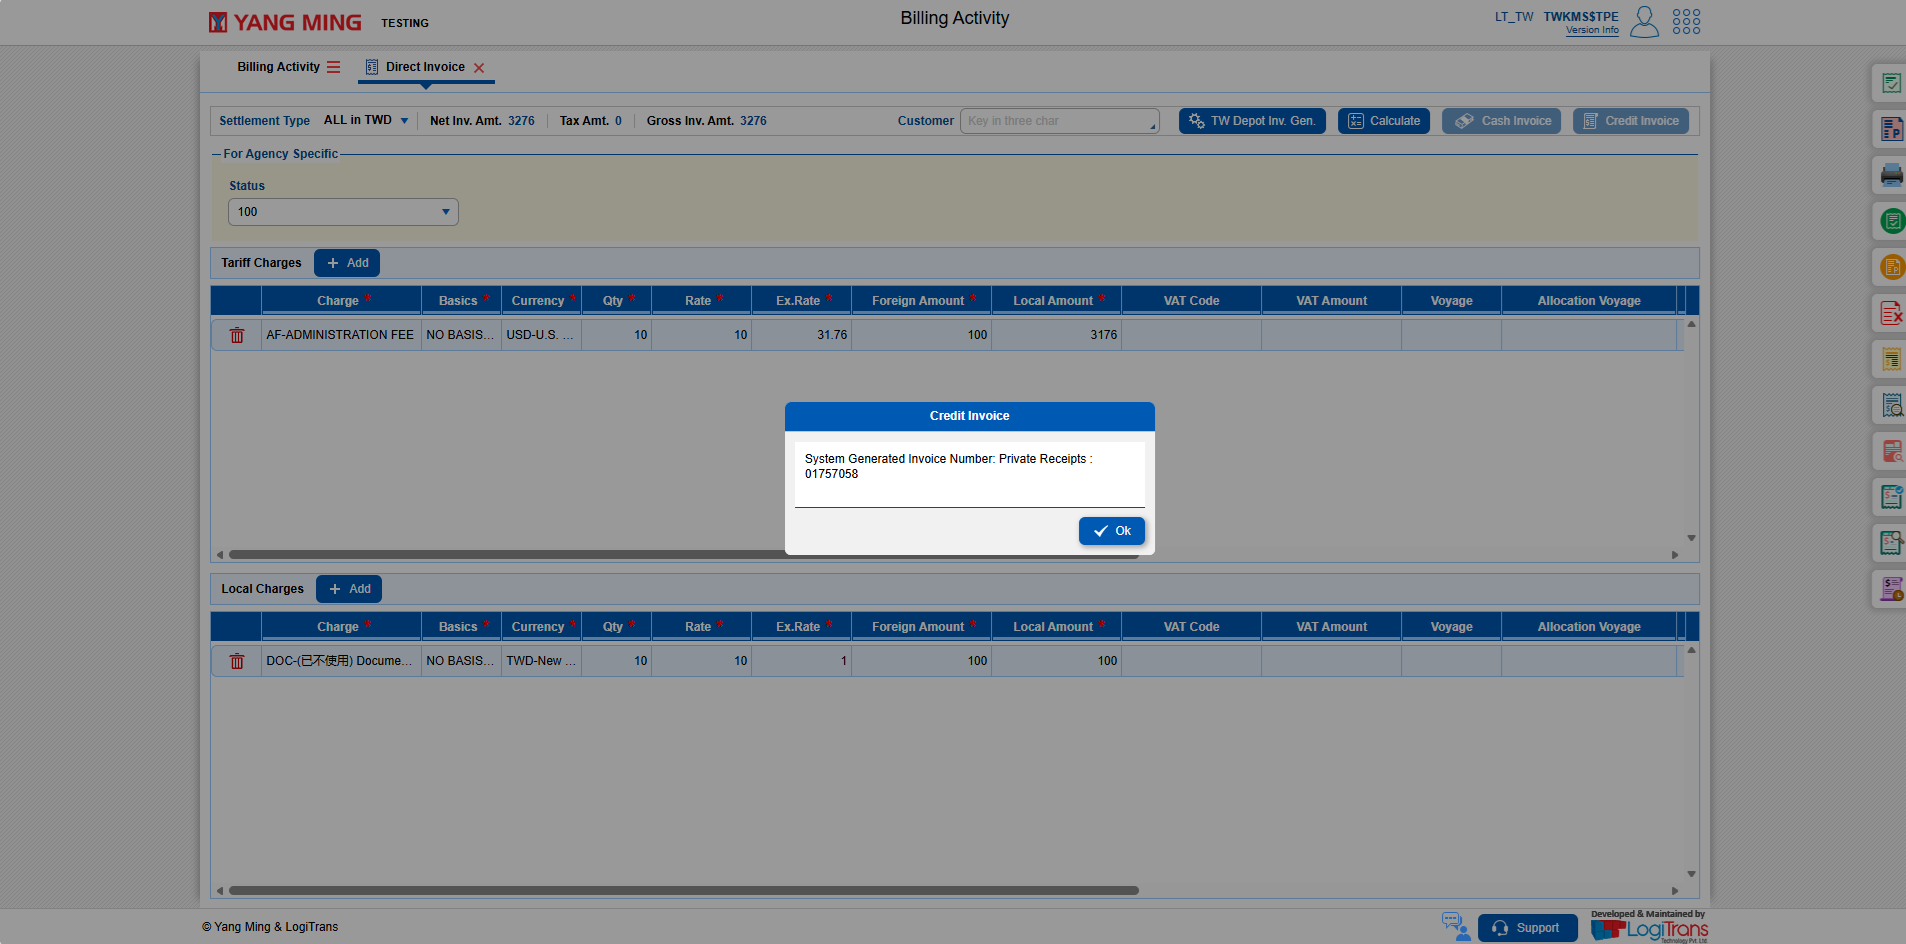 YANG MING TESTING
Billing Activity
LT_TW TWKMS$TPE
Version Info
Billing Activity
Direct Invoice
Settlement Type ALL in TWD Net Inv. Amt. 3276 Tax Amt. 0 Gross Inv. Amt. 3276 Customer Key in three char TW Depot Inv. Gen. Calculate Cash Invoice Credit Invoice
For Agency Specific
Status
100
Tariff Charges + Add
Charge * Basics * Currency * Qty * Rate * Ex.Rate * Foreign Amount * Local Amount * VAT Code VAT Amount Voyage Allocation Voyage
AF-ADMINISTRATION FEE NO BASIS... USD-U.S. ... 10 10 31.76 100 3176
Credit Invoice
System Generated Invoice Number: Private Receipts :
01757058
Ok
Local Charges + Add
Charge * Basics * Currency * Qty * Rate * Ex.Rate * Foreign Amount * Local Amount * VAT Code VAT Amount Voyage Allocation Voyage
DOC-(已不使用) Docume... NO BASIS... TWD-New ... 10 10 1 100 100
© Yang Ming & LogiTrans
Support
Developed & Maintained by
LogiTrans
Technology Pvt. Ltd.